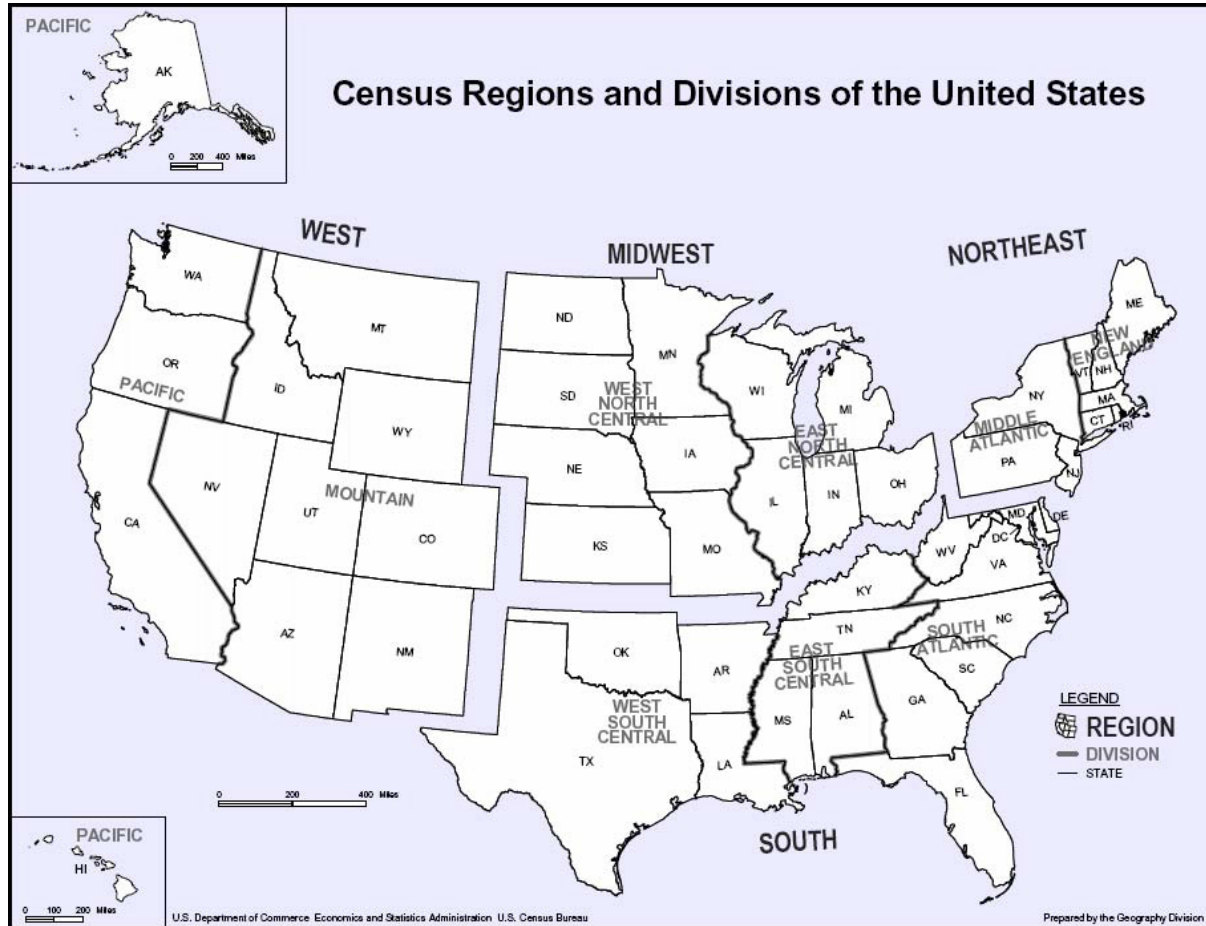 PACIFIC
AK
0 200 400 Miles
Census Regions and Divisions of the United States
WEST
MIDWEST
NORTHEAST
WA
MT
OR
ID
PACIFIC
WY
NV
CA
UT
MOUNTAIN
CO
AZ
NM
ND
MN
SD
WEST
NORTH
CENTRAL
NE
IA
KS
MO
WI
MI
EAST
NORTH
CENTRAL
IL
IN
OH
ME
NEW
ENGLAND
VT
NH
NY
MA
CT
RI
MIDDLE
ATLANTIC
PA
NJ
MD
DE
DC
WV
VA
KY
TN
NC
SOUTH
ATLANTIC
SC
EAST
SOUTH
CENTRAL
MS
AL
GA
FL
OK
AR
WEST
SOUTH
CENTRAL
TX
LA
SOUTH
LEGEND
REGION
DIVISION
STATE
0 200 400 Miles
PACIFIC
HI
0 100 200 Miles
U.S. Department of Commerce Economics and Statistics Administration U.S. Census Bureau
Prepared by the Geography Division